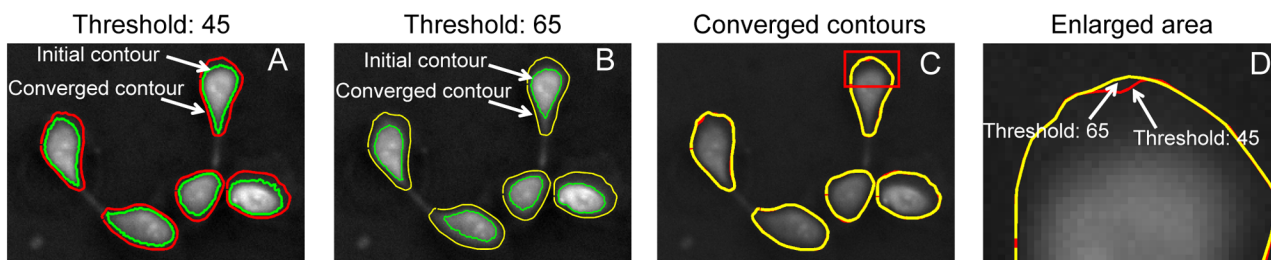 Threshold: 45
Initial contour
Converged contour
A
Threshold: 65
Initial contour
Converged contour
B
Converged contours
C
Enlarged area
D
Threshold: 65
Threshold: 45